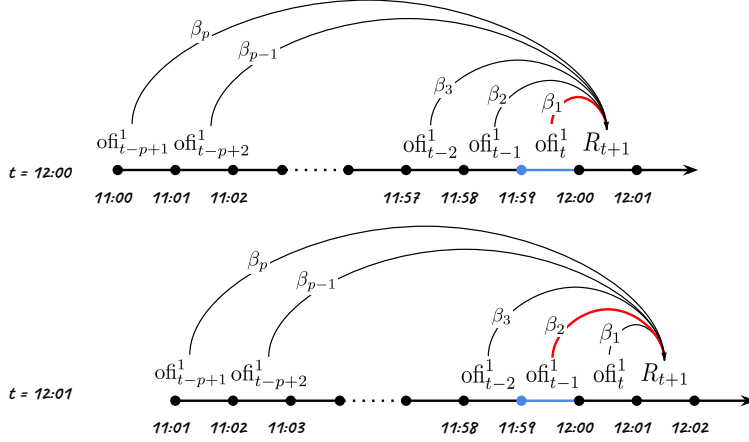 β_p
β_{p−1}
β_3
β_2
β_1
ofi^1_{t−p+1} ofi^1_{t−p+2} ofi^1_{t−2} ofi^1_{t−1} ofi^1_t R_{t+1}
t = 12:00
11:00 11:01 11:02 11:57 11:58 11:59 12:00 12:01
β_p
β_{p−1}
β_3
β_2
β_1
ofi^1_{t−p+1} ofi^1_{t−p+2} ofi^1_{t−2} ofi^1_{t−1} ofi^1_t R_{t+1}
t = 12:01
11:01 11:02 11:03 11:58 11:59 12:00 12:01 12:02